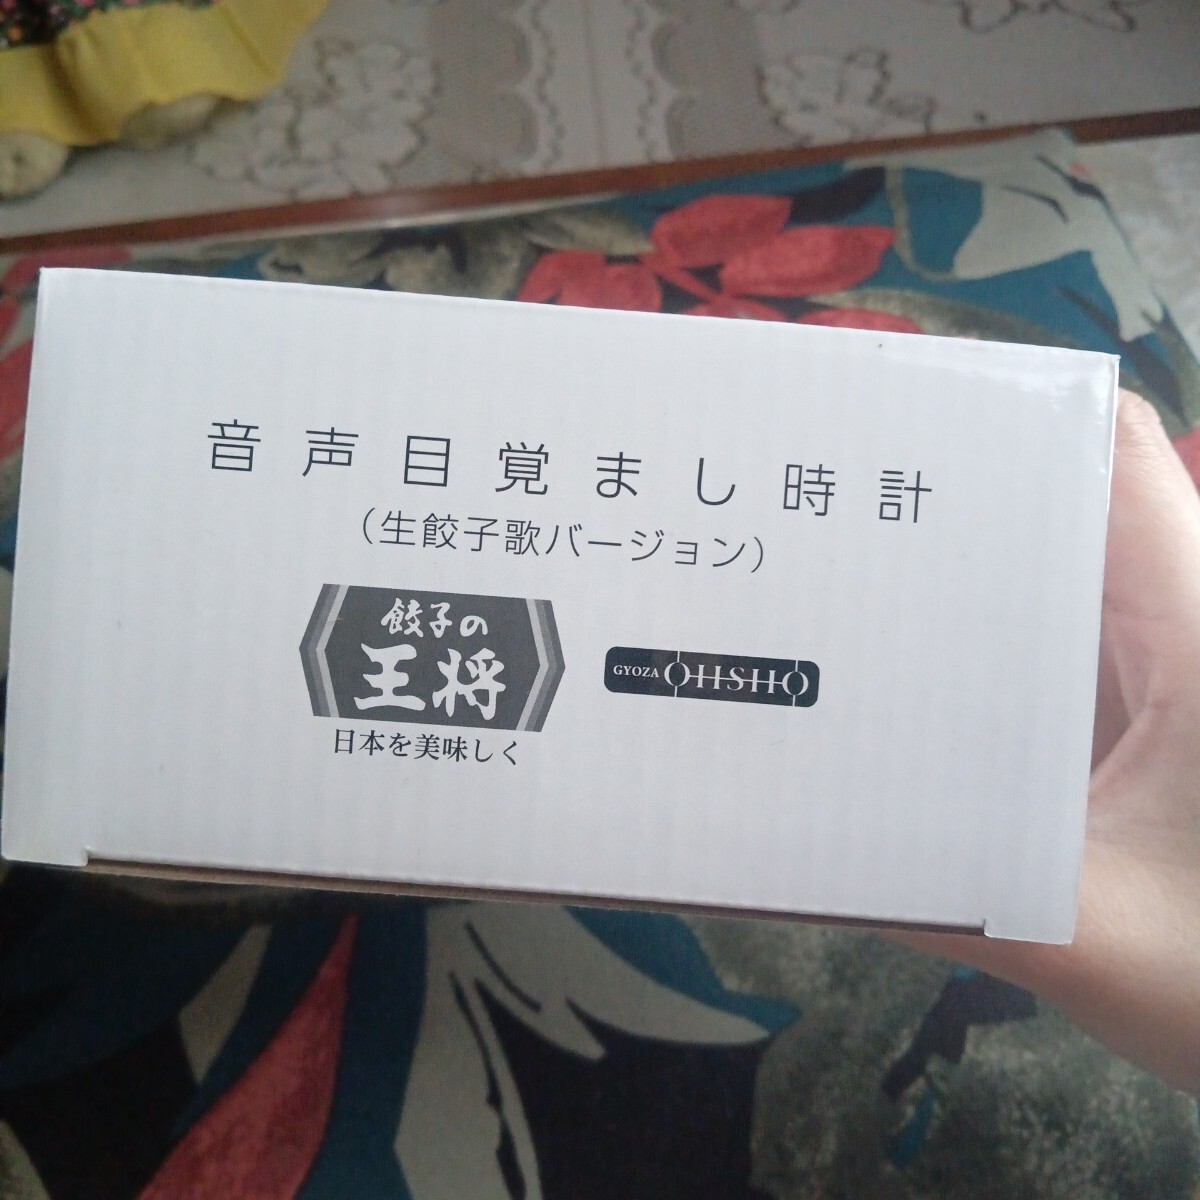 音声目覚まし時計
（生餃子歌バージョン）
餃子の
王将
日本を美味しく
GYOZA OHSHO